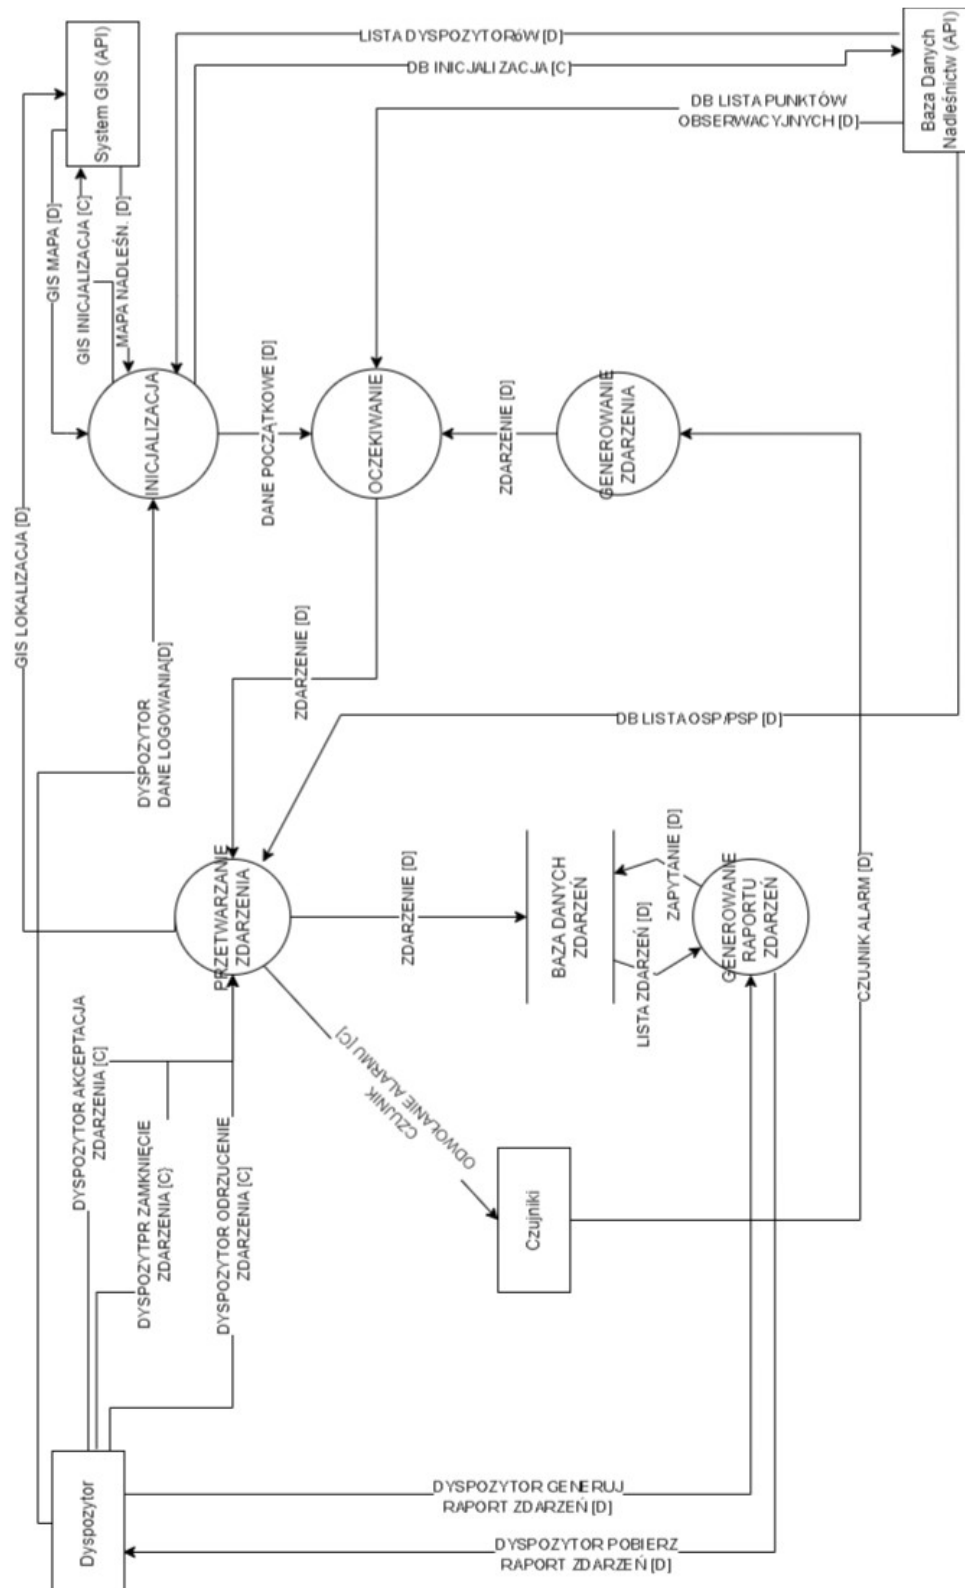 LISTA DYSPOZYTORóW [D]
DB INICJALIZACJA [C]
DB LISTA PUNKTÓW
OBSERWACYJNYCH [D]
Baza Danych
Nadleśnictw (API)
System GIS (API)
GIS MAPA [D]
GIS INICJALIZACJA [C]
MAPA NADLEŚN. [D]
GIS LOKALIZACJA [D]
INICJALIZACJA
DANE POCZĄTKOWE [D]
OCZEKIWANIE
ZDARZENIE [D]
GENEROWANIE
ZDARZENIA
DYSPOZYTOR
DANE LOGOWANIA[D]
ZDARZENIE [D]
DB LISTA OSP/PSP [D]
PRZETWARZANIE
ZDARZENIA
ZDARZENIE [D]
BAZA DANYCH
ZDARZEŃ
ZAPYTANIE [D]
LISTA ZDARZEŃ [D]
GENEROWANIE
RAPORTU
ZDARZEŃ
CZUJNIK ALARM [D]
DYSPOZYTOR AKCEPTACJA
ZDARZENIA [C]
DYSPOZYTPR ZAMKNIĘCIE
ZDARZENIA [C}
DYSPOZYTOR ODRZUCENIE
ZDARZENIA [C]
CZUJNIK
ODWOŁANIE ALARMU [C]
Czujniki
Dyspozytor
DYSPOZYTOR GENERUJ
RAPORT ZDARZEŃ [D]
DYSPOZYTOR POBIERZ
RAPORT ZDARZEŃ [D]